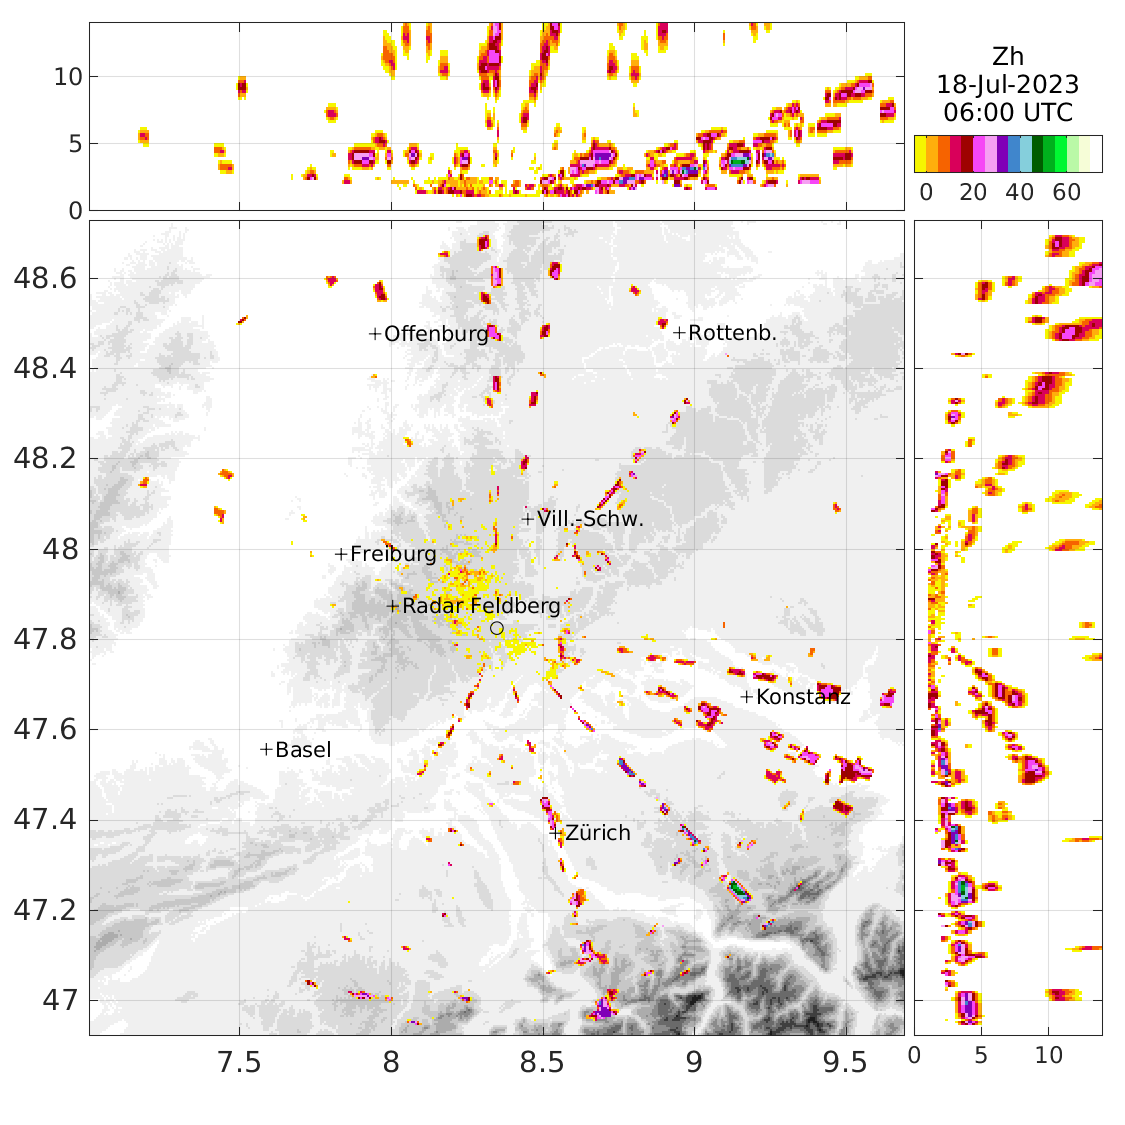 10
5
0
Zh
18-Jul-2023
06:00 UTC
0 20 40 60
48.6
48.4
48.2
48
47.8
47.6
47.4
47.2
47
+Offenburg
+Rottenb.
+Vill.-Schw.
+Freiburg
+Radar Feldberg
+Konstanz
+Basel
+Zürich
7.5 8 8.5 9 9.5
0 5 10